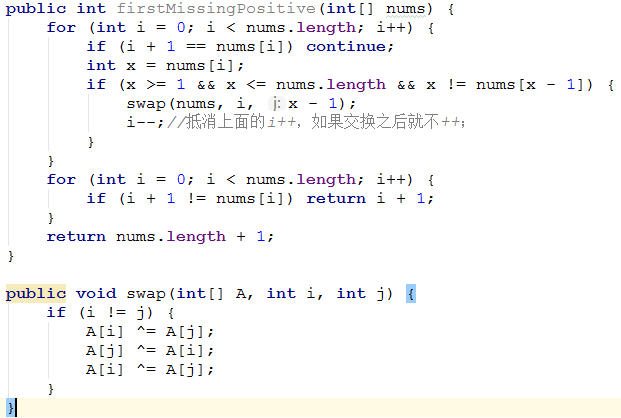 public int firstMissingPositive(int[] nums) {
    for (int i = 0; i < nums.length; i++) {
        if (i + 1 == nums[i]) continue;
        int x = nums[i];
        if (x >= 1 && x <= nums.length && x != nums[x - 1]) {
            swap(nums, i, j: x - 1);
            i--;//抵消上面的i++，如果交换之后就不++;
        }
    }
    for (int i = 0; i < nums.length; i++) {
        if (i + 1 != nums[i]) return i + 1;
    }
    return nums.length + 1;
}
public void swap(int[] A, int i, int j) {
    if (i != j) {
        A[i] ^= A[j];
        A[j] ^= A[i];
        A[i] ^= A[j];
    }
}